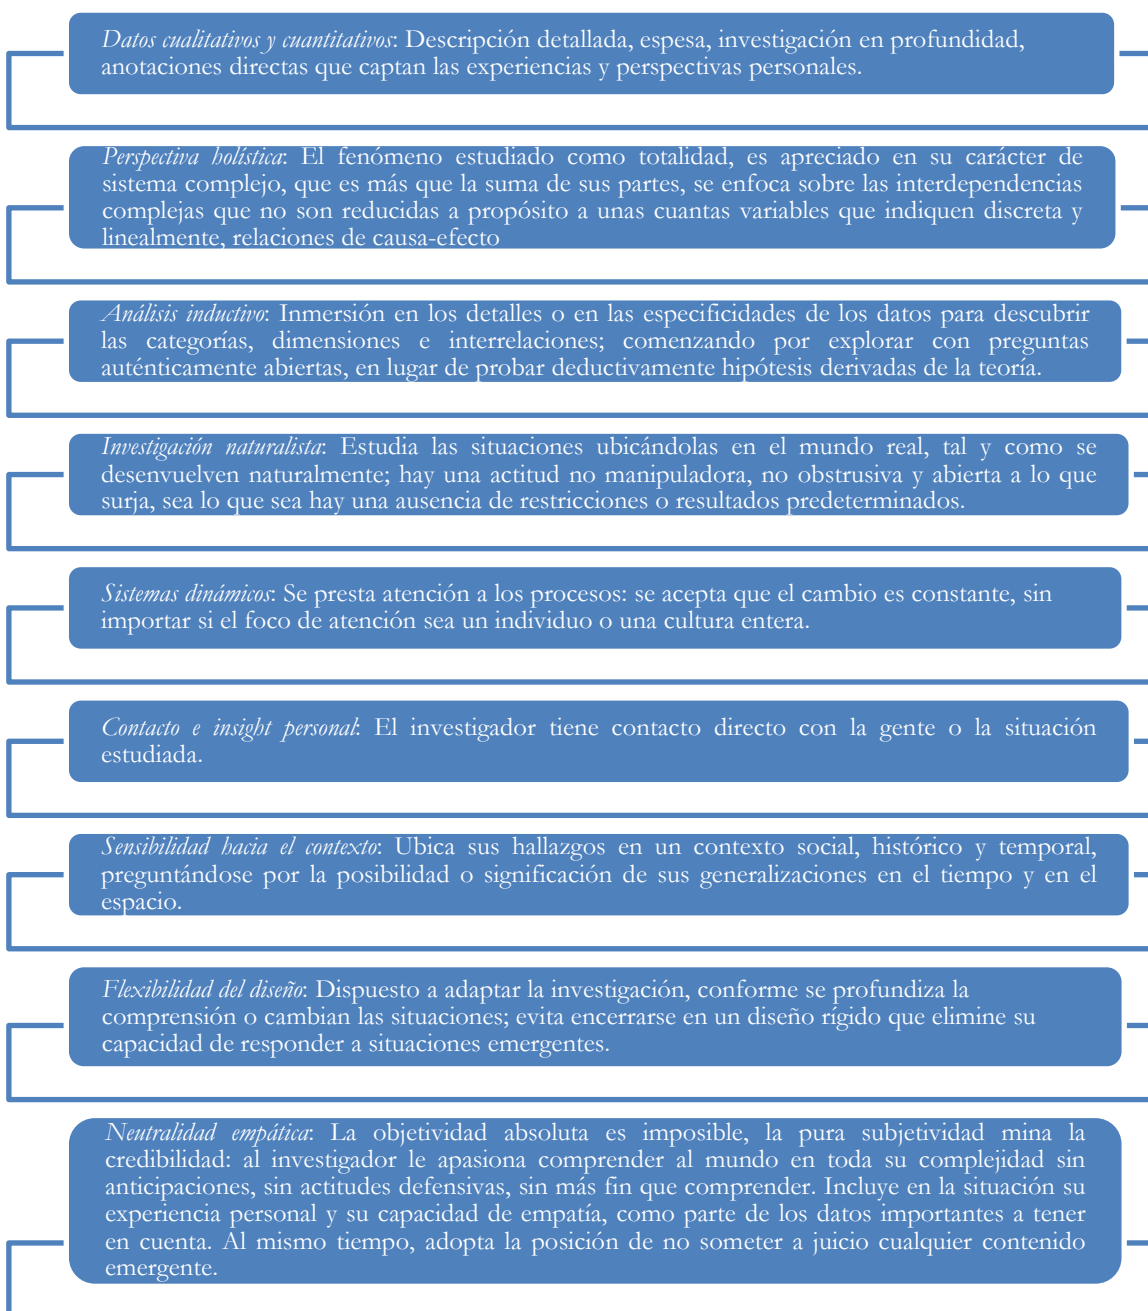 Datos cualitativos y cuantitativos: Descripción detallada, espesa, investigación en profundidad,
anotaciones directas que captan las experiencias y perspectivas personales.
Perspectiva holística: El fenómeno estudiado como totalidad, es apreciado en su carácter de
sistema complejo, que es más que la suma de sus partes, se enfoca sobre las interdependencias
complejas que no son reducidas a propósito a unas cuantas variables que indiquen discreta y
linealmente, relaciones de causa-efecto
Análisis inductivo: Inmersión en los detalles o en las especificidades de los datos para descubrir
las categorías, dimensiones e interrelaciones; comenzando por explorar con preguntas
auténticamente abiertas, en lugar de probar deductivamente hipótesis derivadas de la teoría.
Investigación naturalista: Estudia las situaciones ubicándolas en el mundo real, tal y como se
desenvuelven naturalmente; hay una actitud no manipuladora, no obstrusiva y abierta a lo que
surja, sea lo que sea hay una ausencia de restricciones o resultados predeterminados.
Sistemas dinámicos: Se presta atención a los procesos: se acepta que el cambio es constante, sin
importar si el foco de atención sea un individuo o una cultura entera.
Contacto e insight personal: El investigador tiene contacto directo con la gente o la situación
estudiada.
Sensibilidad hacia el contexto: Ubica sus hallazgos en un contexto social, histórico y temporal,
preguntándose por la posibilidad o significación de sus generalizaciones en el tiempo y en el
espacio.
Flexibilidad del diseño: Dispuesto a adaptar la investigación, conforme se profundiza la
comprensión o cambian las situaciones; evita encerrarse en un diseño rígido que elimine su
capacidad de responder a situaciones emergentes.
Neutralidad empática: La objetividad absoluta es imposible, la pura subjetividad mina la
credibilidad: al investigador le apasiona comprender al mundo en toda su complejidad sin
anticipaciones, sin actitudes defensivas, sin más fin que comprender. Incluye en la situación su
experiencia personal y su capacidad de empatía, como parte de los datos importantes a tener
en cuenta. Al mismo tiempo, adopta la posición de no someter a juicio cualquier contenido
emergente.